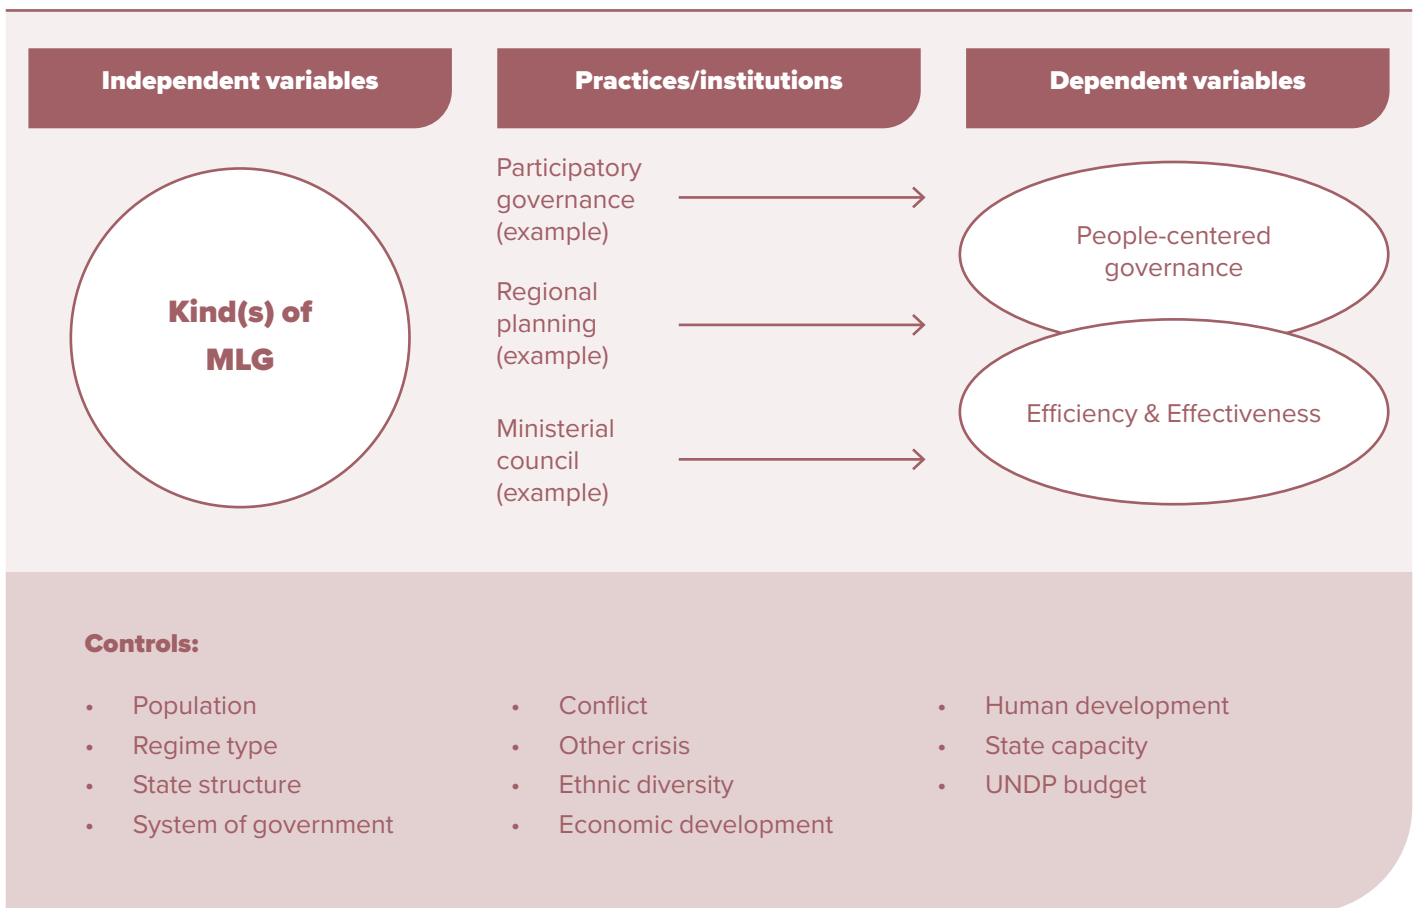 Independent variables
Practices/institutions
Dependent variables
Kind(s) of
MLG
Participatory
governance
(example)
Regional
planning
(example)
Ministerial
council
(example)
People-centered
governance
Efficiency & Effectiveness
Controls:
• Population
• Regime type
• State structure
• System of government
• Conflict
• Other crisis
• Ethnic diversity
• Economic development
• Human development
• State capacity
• UNDP budget